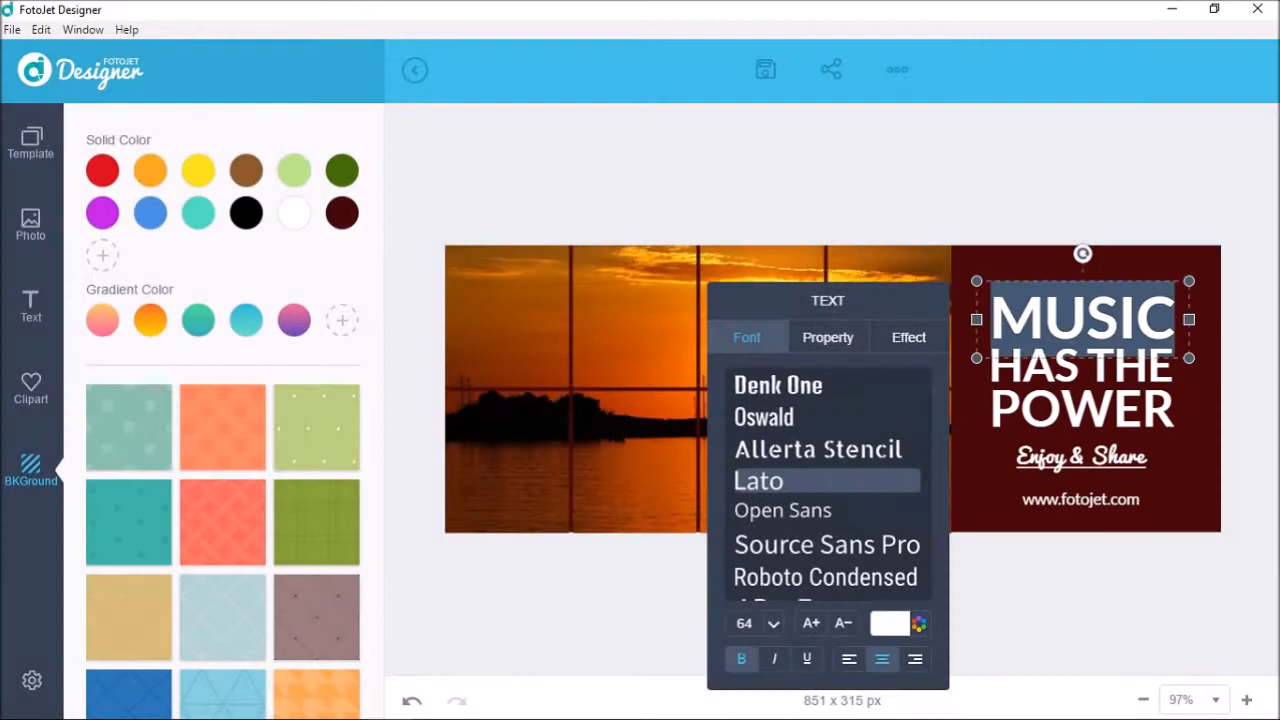 FotoJet Designer
File Edit Window Help
FOTOJET
Designer
Template
Photo
Text
Clipart
BKGround
Solid Color
Gradient Color
TEXT
Font Property Effect
Denk One
Oswald
Allerta Stencil
Lato
Open Sans
Source Sans Pro
Roboto Condensed
64 A+ A−
B I U
MUSIC
HAS THE
POWER
Enjoy & Share
www.fotojet.com
851 x 315 px
97%